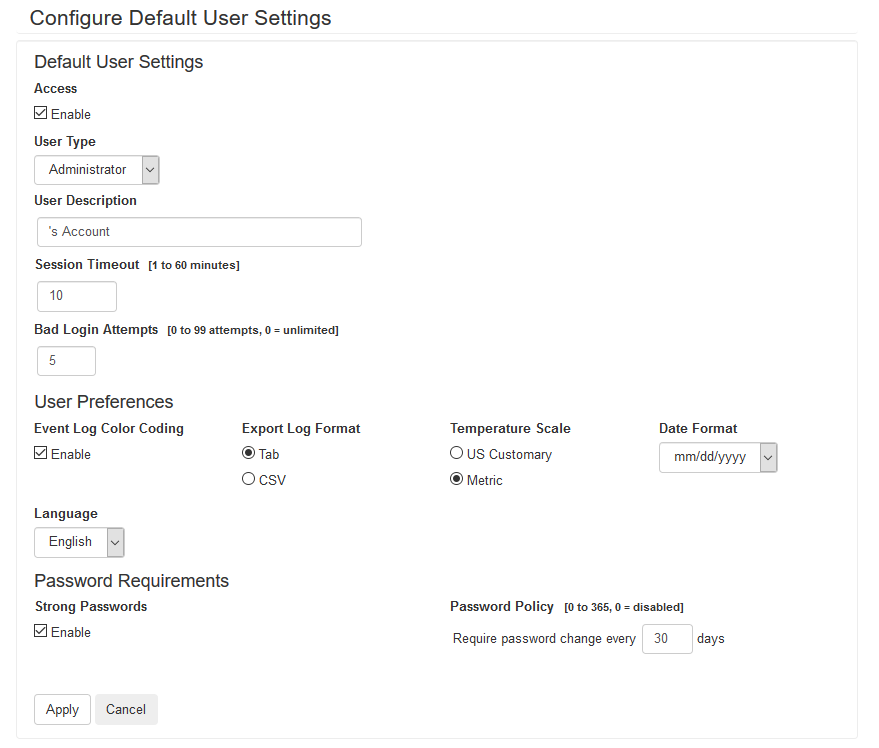 Configure Default User Settings
Default User Settings
Access
Enable
User Type
Administrator
User Description
's Account
Session Timeout [1 to 60 minutes]
10
Bad Login Attempts [0 to 99 attempts, 0 = unlimited]
5
User Preferences
Event Log Color Coding Export Log Format Temperature Scale Date Format
Enable Tab US Customary mm/dd/yyyy
CSV Metric
Language
English
Password Requirements
Strong Passwords Password Policy [0 to 365, 0 = disabled]
Enable Require password change every 30 days
Apply Cancel